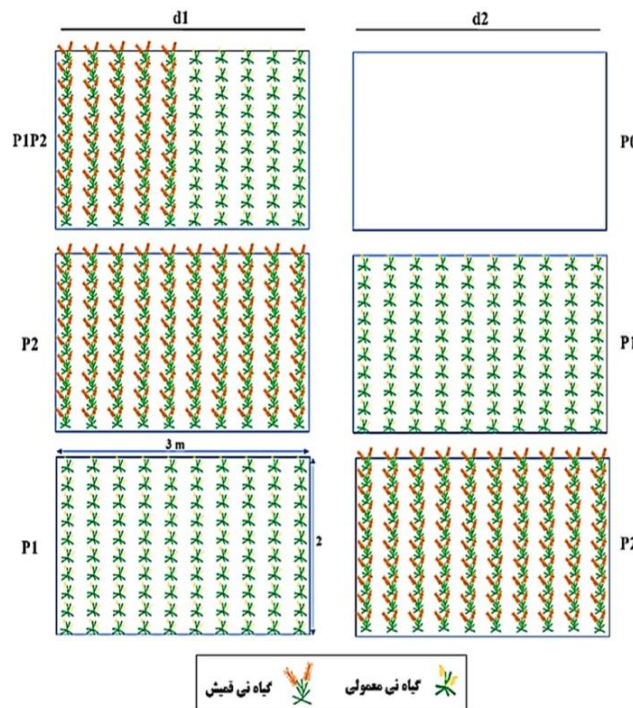 d1
d2
P1P2
P0
P2
P1
3 m
2
P1
P2
گیاه نی معمولی
گیاه نی قمیش